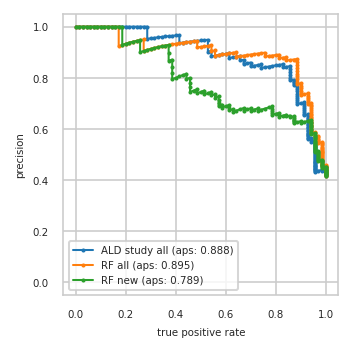 1.0
0.8
0.6
0.4
0.2
0.0
precision
ALD study all (aps: 0.888)
RF all (aps: 0.895)
RF new (aps: 0.789)
0.0 0.2 0.4 0.6 0.8 1.0
true positive rate